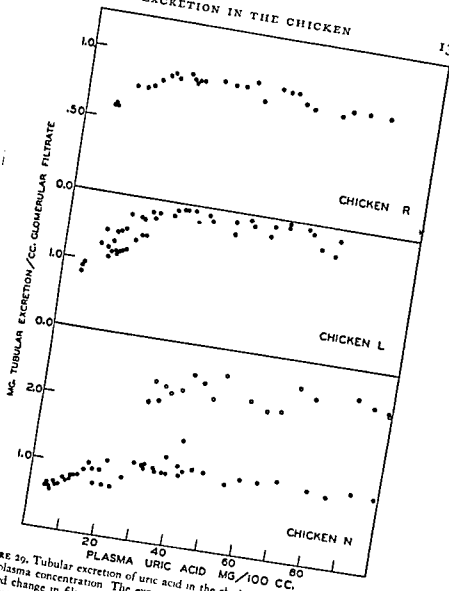 EXCRETION IN THE CHICKEN
1.0
.50
0.0
CHICKEN R
1.0
0.0
CHICKEN L
2.0
1.0
CHICKEN N
MG. TUBULAR EXCRETION/CC. GLOMERULAR FILTRATE
20 40 60 80
PLASMA URIC ACID MG/100 CC.
29. Tubular excretion of uric acid in the
plasma concentration. The
change in